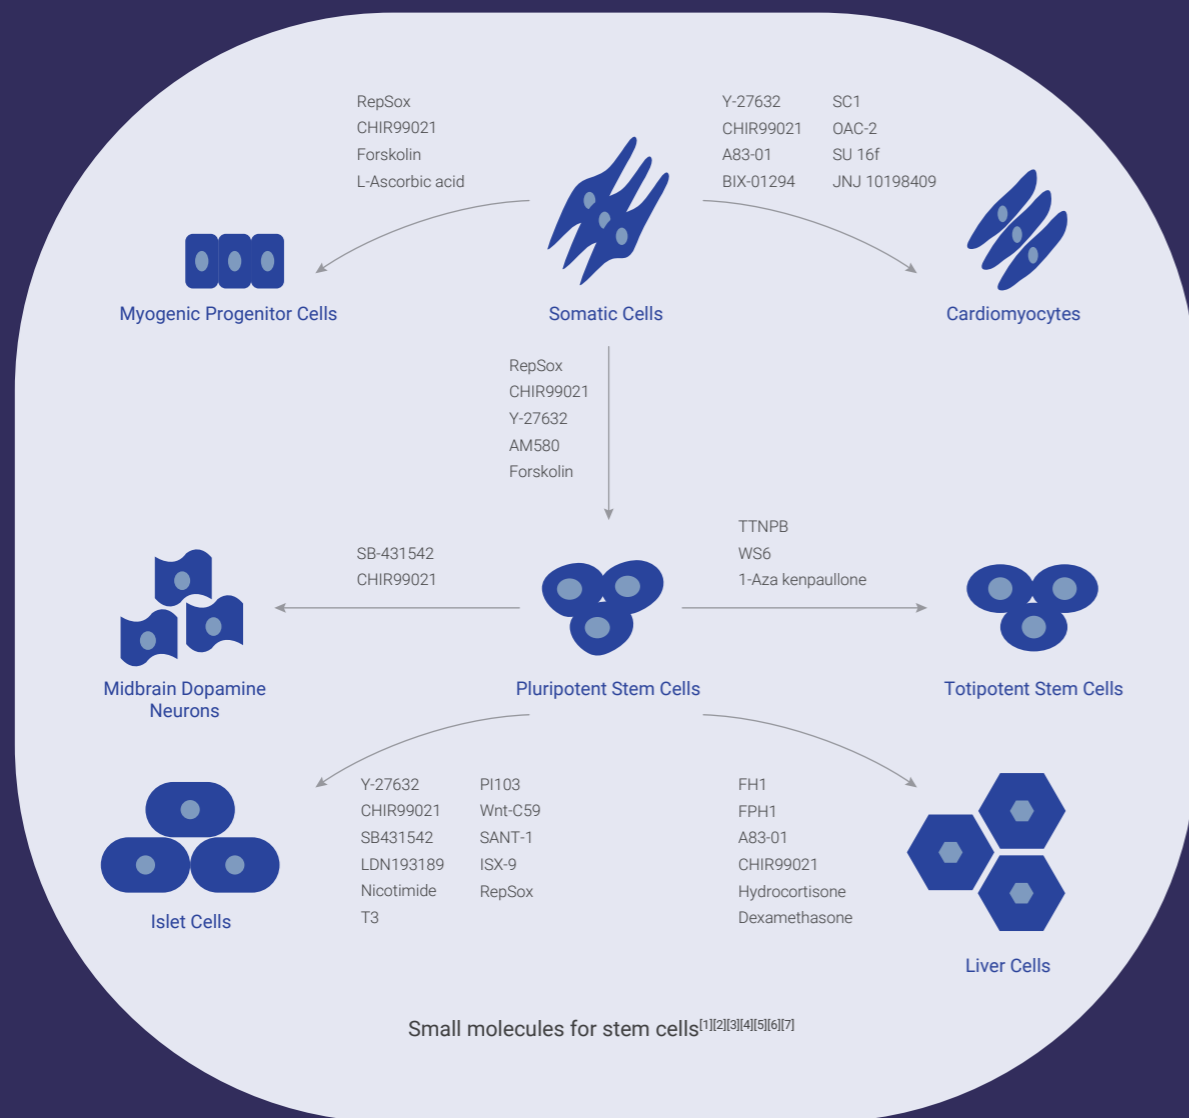 RepSox
CHIR99021
Forskolin
L-Ascorbic acid
Y-27632
CHIR99021
A83-01
BIX-01294
SC1
OAC-2
SU 16f
JNJ 10198409
Myogenic Progenitor Cells
Somatic Cells
Cardiomyocytes
RepSox
CHIR99021
Y-27632
AM580
Forskolin
SB-431542
CHIR99021
TTNPB
WS6
1-Aza kenpaullone
Midbrain Dopamine
Neurons
Pluripotent Stem Cells
Totipotent Stem Cells
Y-27632
CHIR99021
SB431542
LDN193189
Nicotimide
T3
PI103
Wnt-C59
SANT-1
ISX-9
RepSox
FH1
FPH1
A83-01
CHIR99021
Hydrocortisone
Dexamethasone
Islet Cells
Liver Cells
Small molecules for stem cells[1][2][3][4][5][6][7]